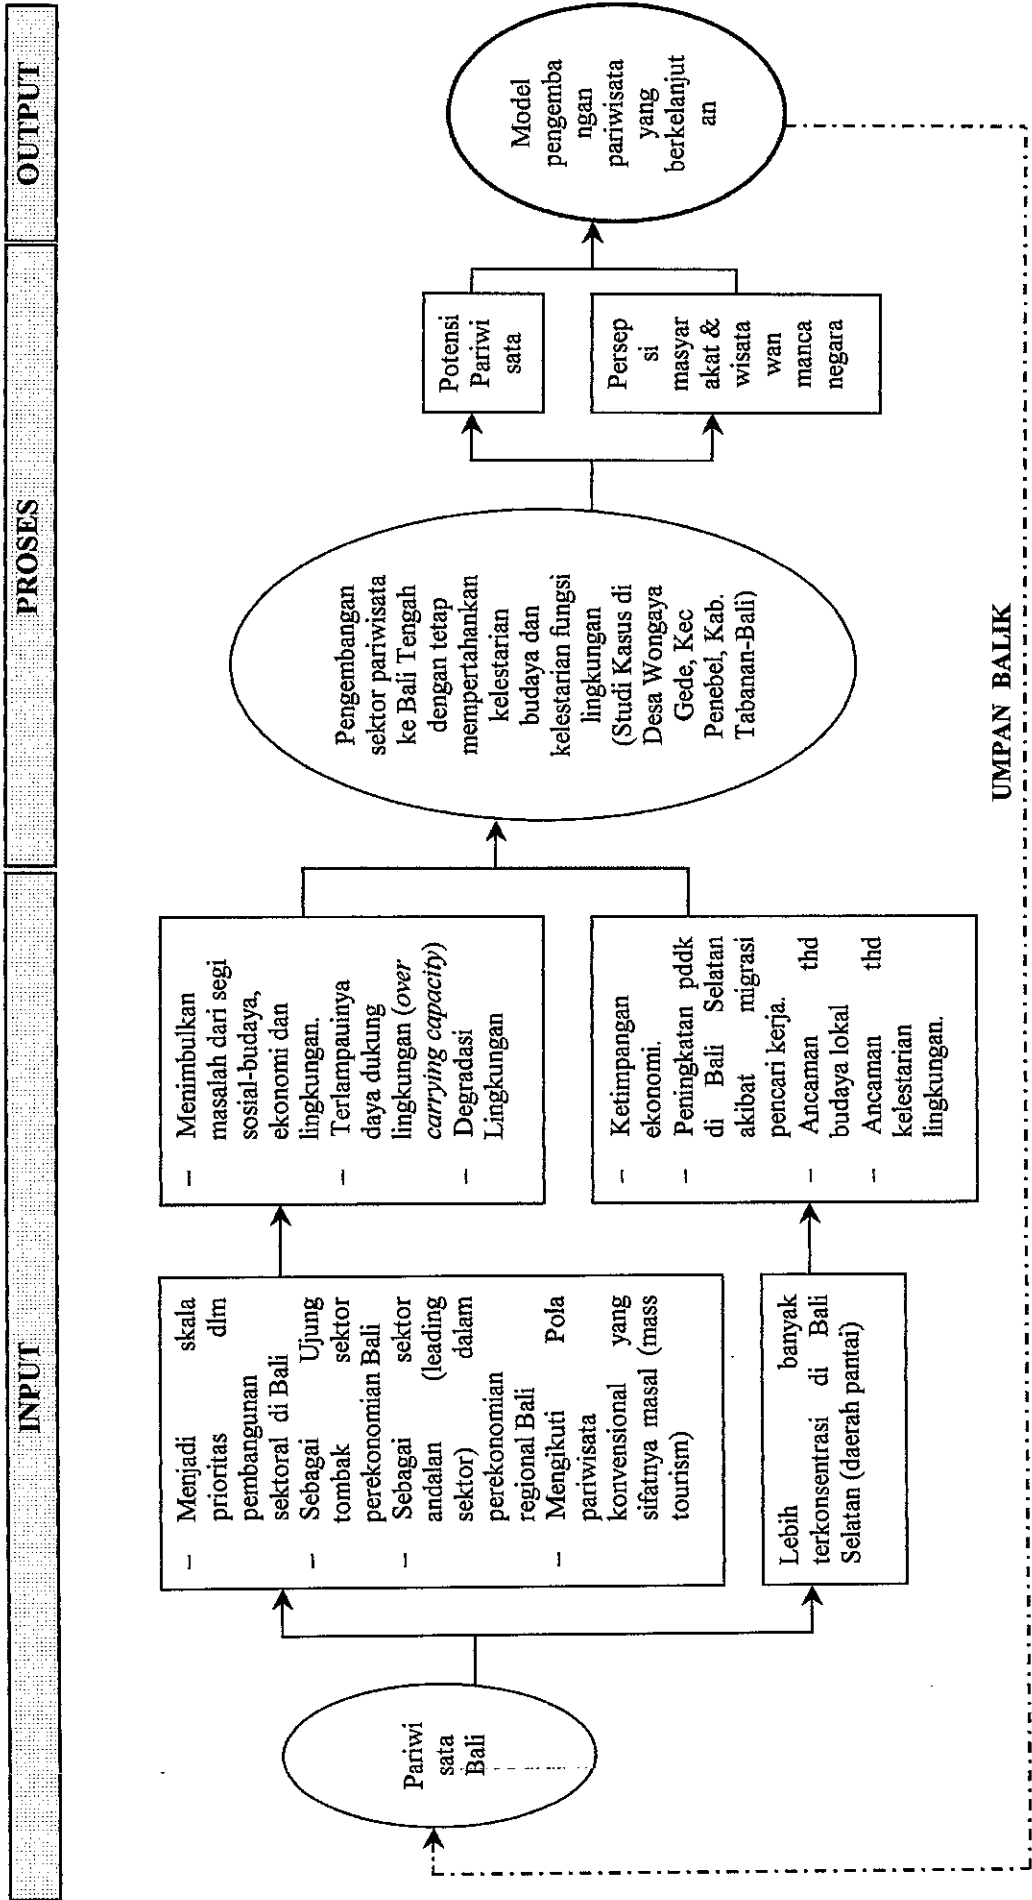 INPUT
PROSES
OUTPUT
Pariwi
sata
Bali
– Menjadi skala
prioritas dlm
pembangunan
sektoral di Bali
– Sebagai Ujung
tombak sektor
perekonomian Bali
– Sebagai sektor
andalan (leading
sektor) dalam
perekonomian
regional Bali
– Mengikuti Pola
pariwisata
konvensional yang
sifatnya masal (mass
tourism)
Lebih banyak
terkonsentrasi di Bali
Selatan (daerah pantai)
– Menimbulkan
masalah dari segi
sosial-budaya,
ekonomi dan
lingkungan.
– Terlampauinya
daya dukung
lingkungan (over
carrying capacity)
– Degradasi
Lingkungan
– Ketimpangan
ekonomi.
– Peningkatan pddk
di Bali Selatan
akibat migrasi
pencari kerja.
– Ancaman thd
budaya lokal
– Ancaman thd
kelestarian
lingkungan.
Pengembangan
sektor pariwisata
ke Bali Tengah
dengan tetap
mempertahankan
kelestarian
budaya dan
kelestarian fungsi
lingkungan
(Studi Kasus di
Desa Wongaya
Gede, Kec
Penebel, Kab.
Tabanan-Bali)
Potensi
Pariwi
sata
Persep
si
masyar
akat &
wisata
wan
manca
negara
Model
pengemba
ngan
pariwisata
yang
berkelanjut
an
UMPAN BALIK